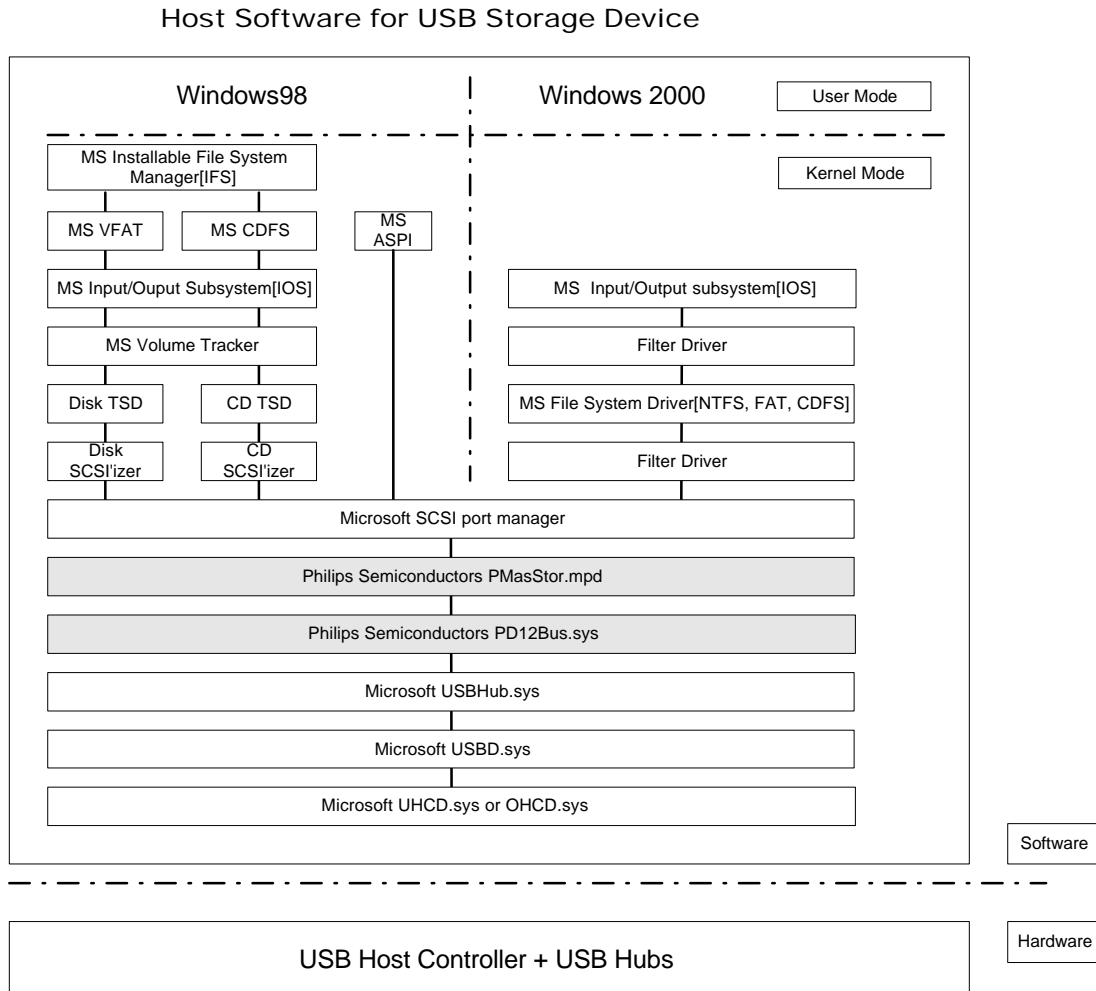 Host Software for USB Storage Device
Windows98
Windows 2000
User Mode
MS Installable File System
Manager[IFS]
Kernel Mode
MS VFAT
MS CDFS
MS
ASPI
MS Input/Ouput Subsystem[IOS]
MS Input/Output subsystem[IOS]
MS Volume Tracker
Filter Driver
Disk TSD
CD TSD
MS File System Driver[NTFS, FAT, CDFS]
Disk
SCSI'izer
CD
SCSI'izer
Filter Driver
Microsoft SCSI port manager
Philips Semiconductors PMasStor.mpd
Philips Semiconductors PD12Bus.sys
Microsoft USBHub.sys
Microsoft USBD.sys
Microsoft UHCD.sys or OHCD.sys
Software
Hardware
USB Host Controller + USB Hubs